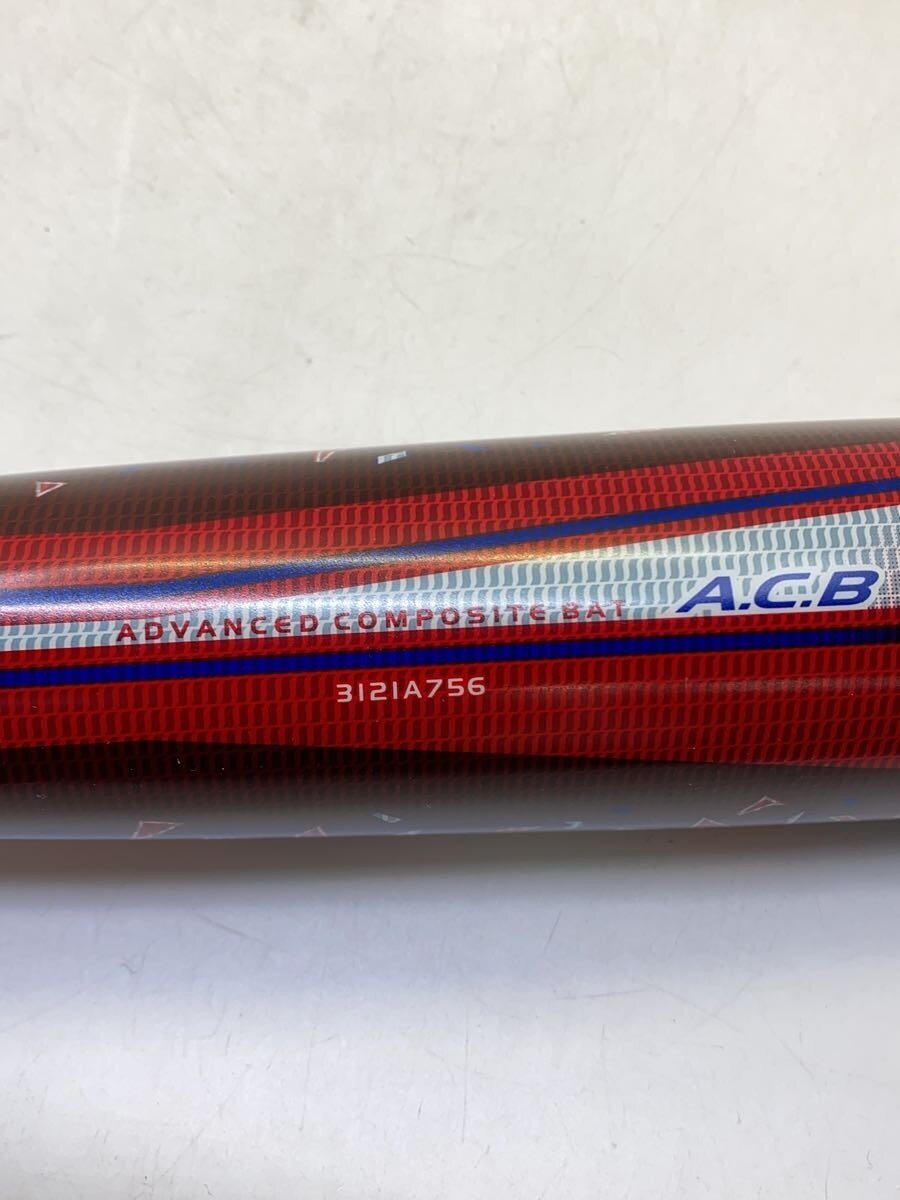 ADVANCED COMPOSITE BAT A.C.B
3121A756